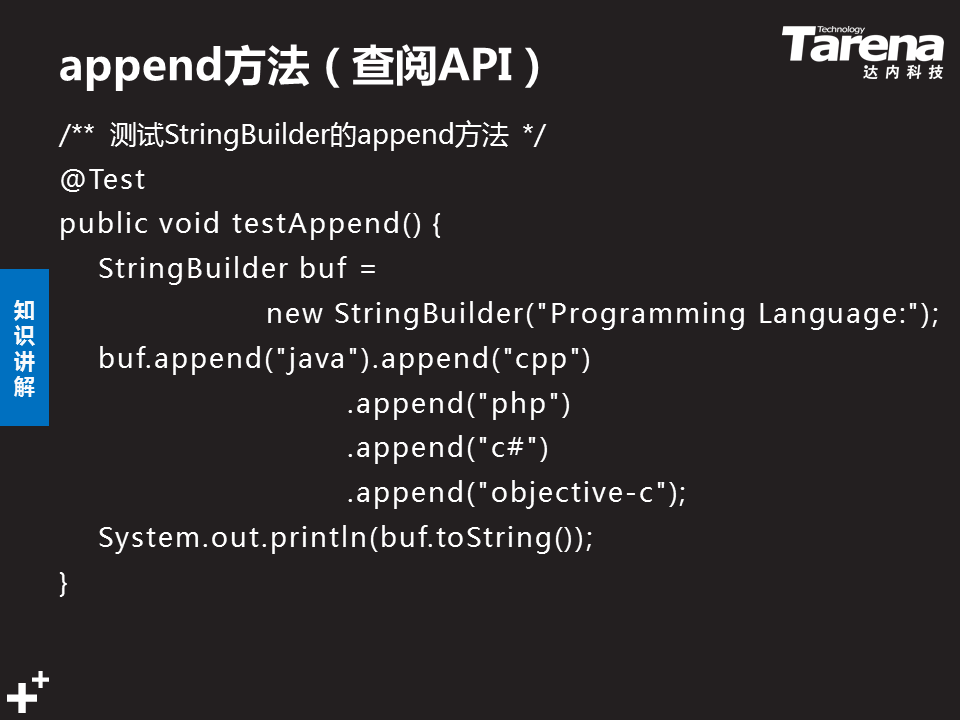 append方法（查阅API）
Technology
Tarena
达内科技
/** 测试StringBuilder的append方法 */
@Test
public void testAppend() {
StringBuilder buf =
new StringBuilder("Programming Language:");
buf.append("java").append("cpp")
.append("php")
.append("c#")
.append("objective-c");
System.out.println(buf.toString());
}
知识讲解